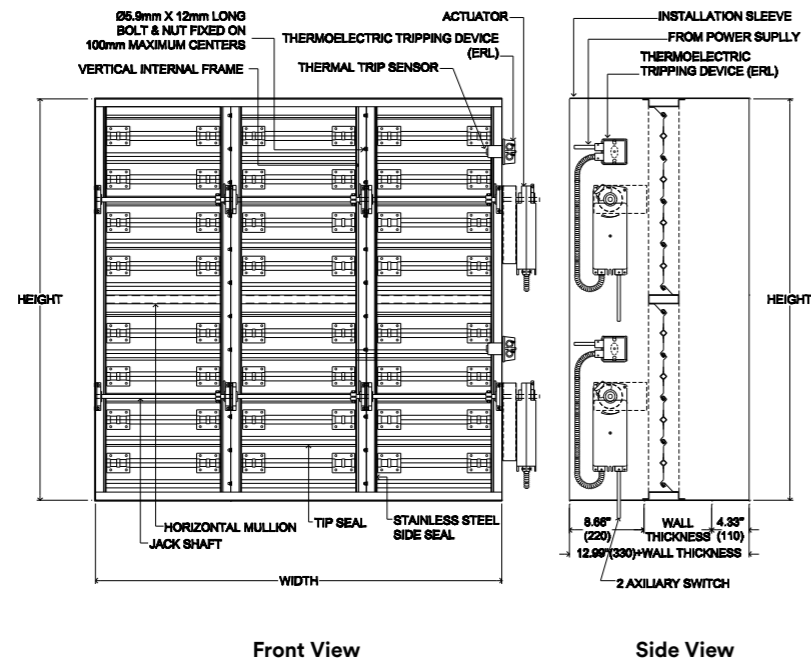 Ø5.9mm X 12mm LONG
BOLT & NUT FIXED ON
100mm MAXIMUM CENTERS
VERTICAL INTERNAL FRAME
ACTUATOR
THERMOELECTRIC TRIPPING DEVICE
(ERL)
THERMAL TRIP SENSOR
INSTALLATION SLEEVE
FROM POWER SUPLLY
THERMOELECTRIC
TRIPPING DEVICE (ERL)
HEIGHT
HEIGHT
HORIZONTAL MULLION
JACK SHAFT
TIP SEAL
STAINLESS STEEL
SIDE SEAL
WIDTH
8.66"
(220)
WALL
THICKNESS
4.33"
(110)
12.99"(330)+WALL THICKNESS
2 AXILIARY SWITCH
Front View
Side View